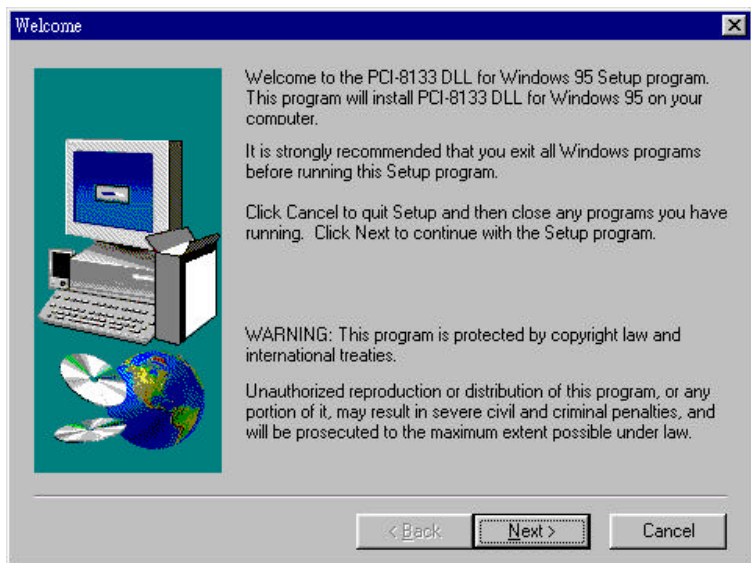 Welcome
Welcome to the PCI-8133 DLL for Windows 95 Setup program.
This program will install PCI-8133 DLL for Windows 95 on your
computer.
It is strongly recommended that you exit all Windows programs
before running this Setup program.
Click Cancel to quit Setup and then close any programs you have
running. Click Next to continue with the Setup program.
WARNING: This program is protected by copyright law and
international treaties.
Unauthorized reproduction or distribution of this program, or any
portion of it, may result in severe civil and criminal penalties, and
will be prosecuted to the maximum extent possible under law.
< Back
Next >
Cancel